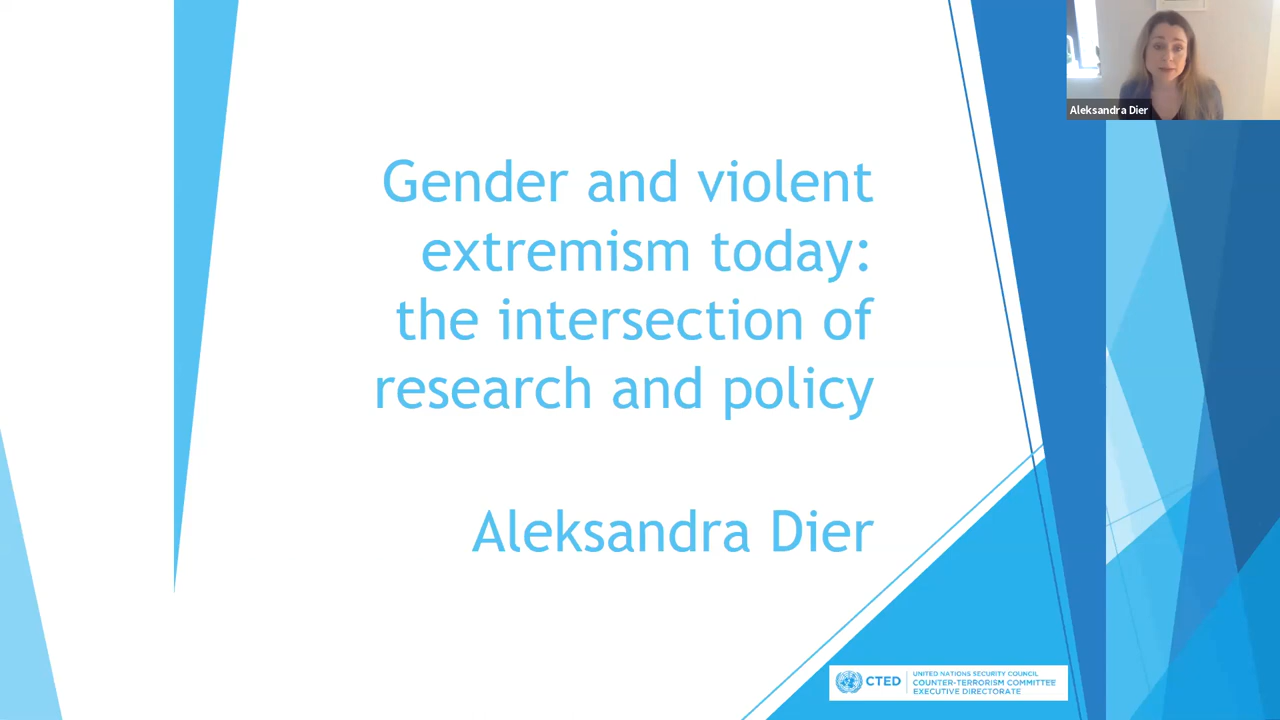 Aleksandra Dier
Gender and violent
extremism today:
the intersection of
research and policy
Aleksandra Dier
CTED
UNITED NATIONS SECURITY COUNCIL
COUNTER-TERRORISM COMMITTEE
EXECUTIVE DIRECTORATE